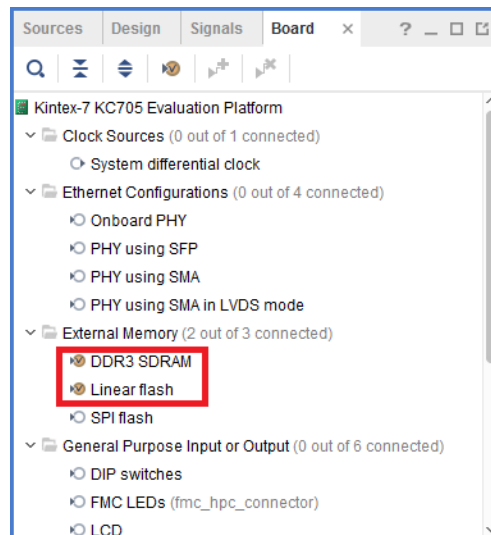 Sources Design Signals Board × ? _
Kintex-7 KC705 Evaluation Platform
Clock Sources (0 out of 1 connected)
System differential clock
Ethernet Configurations (0 out of 4 connected)
Onboard PHY
PHY using SFP
PHY using SMA
PHY using SMA in LVDS mode
External Memory (2 out of 3 connected)
DDR3 SDRAM
Linear flash
SPI flash
General Purpose Input or Output (0 out of 6 connected)
DIP switches
FMC LEDs (fmc_hpc_connector)
LCD